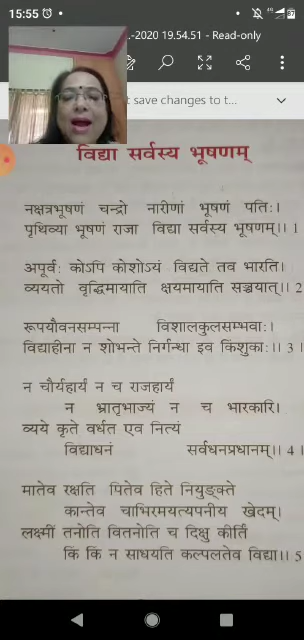 15:55
-2020 19.54.51 - Read-only
t save changes to t...
विद्या सर्वस्य भूषणम्
नक्षत्रभूषणं चन्द्रो नारीणां भूषणं पतिः।
पृथिव्या भूषणं राजा विद्या सर्वस्य भूषणम्।। 1
अपूर्वः कोऽपि कोशोऽयं विद्यते तव भारति।
व्ययतो वृद्धिमायाति क्षयमायाति सञ्चयात्।। 2
रूपयौवनसम्पन्ना विशालकुलसम्भवाः।
विद्याहीना न शोभन्ते निर्गन्धा इव किंशुकाः।। 3 ।
न चौर्यहार्यं न च राजहार्यं
न भ्रातृभाज्यं न च भारकारि।
व्यये कृते वर्धत एव नित्यं
विद्याधनं सर्वधनप्रधानम्।। 4 ।
मातेव रक्षति पितेव हिते नियुङ्क्ते
कान्तेव चाभिरमयत्यपनीय खेदम्।
लक्ष्मीं तनोति वितनोति च दिक्षु कीर्तिं
किं किं न साधयति कल्पलतेव विद्या।। 5